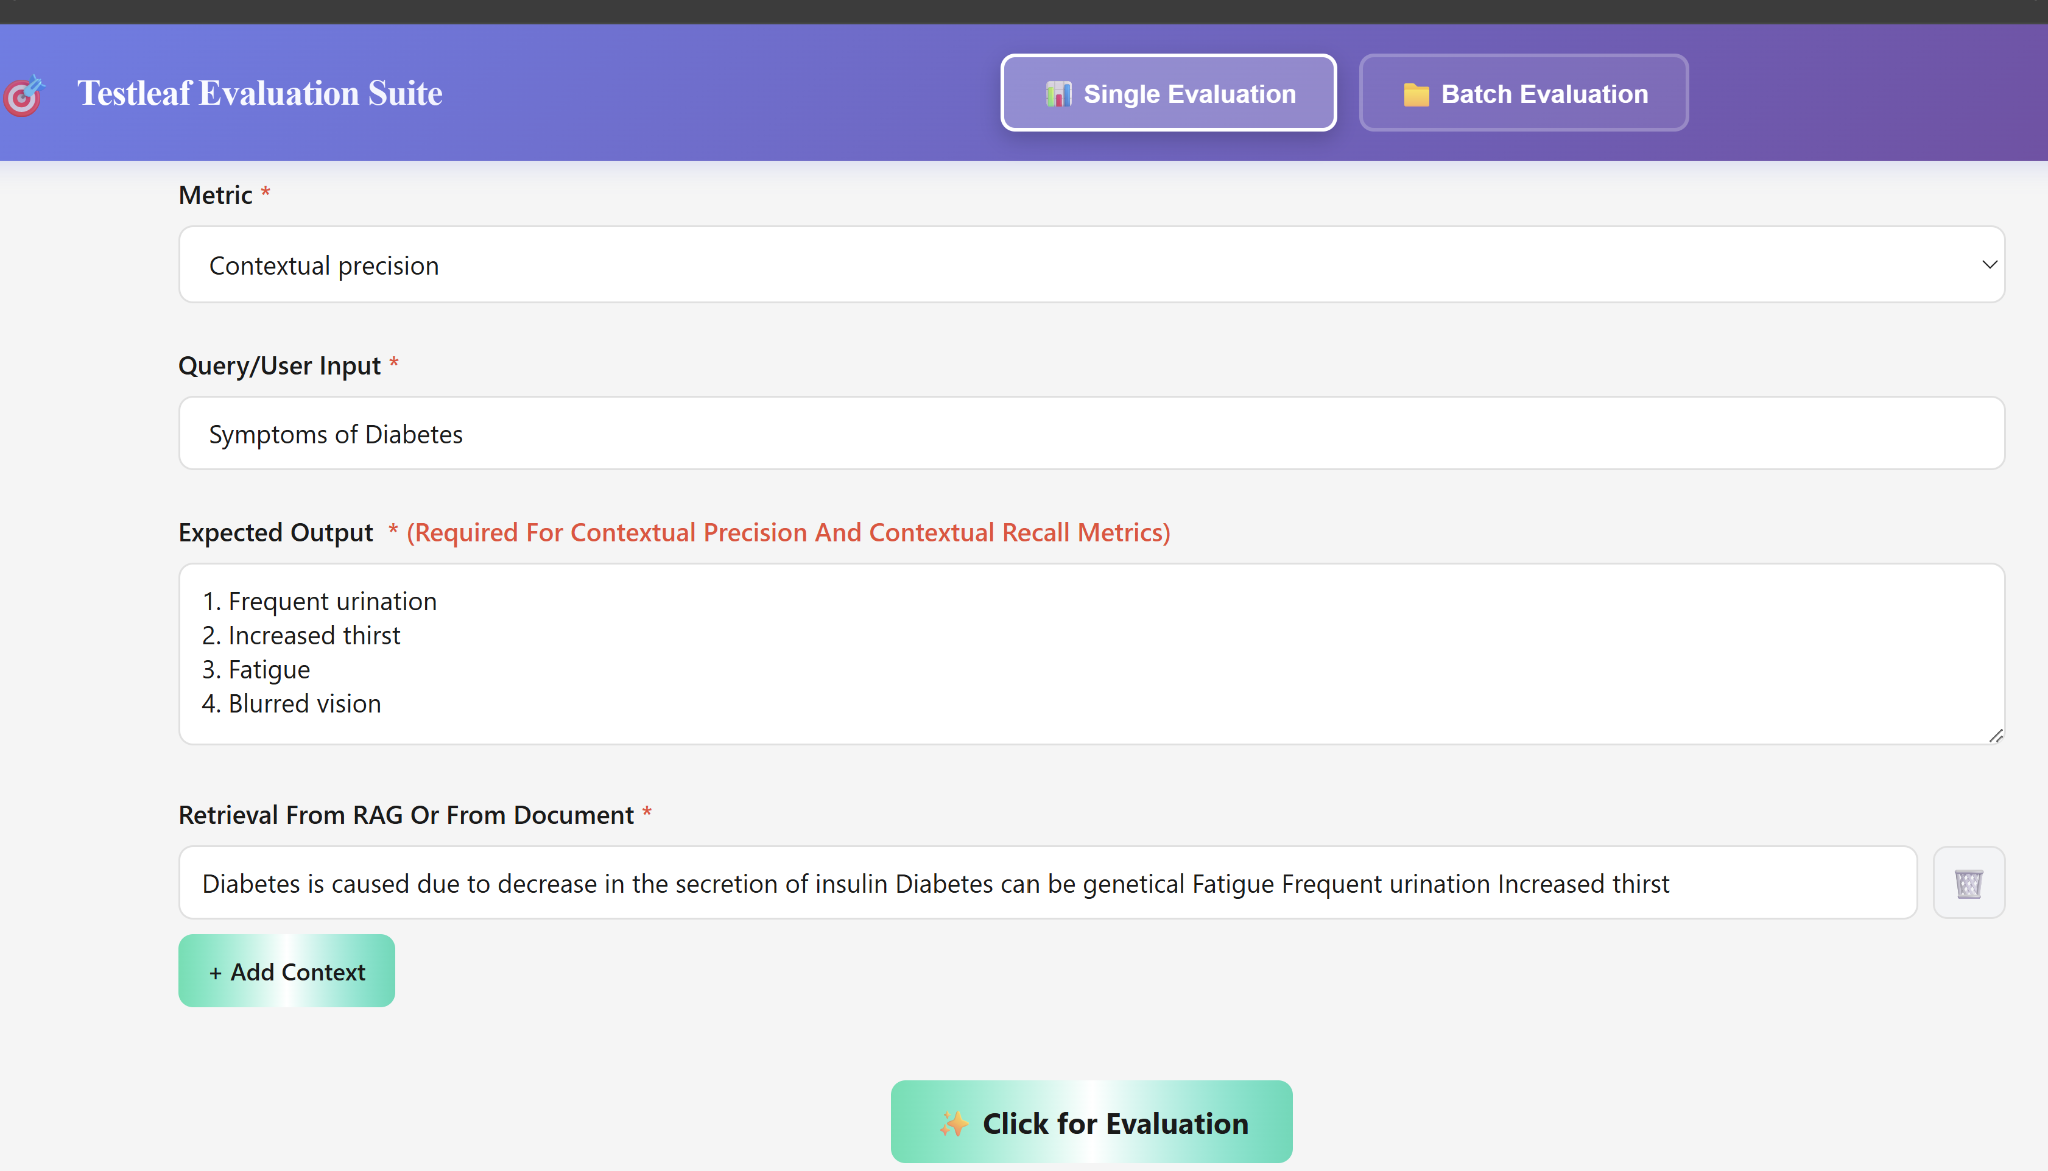 Testleaf Evaluation Suite
Single Evaluation
Batch Evaluation
Metric *
Contextual precision
Query/User Input *
Symptoms of Diabetes
Expected Output * (Required For Contextual Precision And Contextual Recall Metrics)
1. Frequent urination
2. Increased thirst
3. Fatigue
4. Blurred vision
Retrieval From RAG Or From Document *
Diabetes is caused due to decrease in the secretion of insulin Diabetes can be genetical Fatigue Frequent urination Increased thirst
+ Add Context
Click for Evaluation